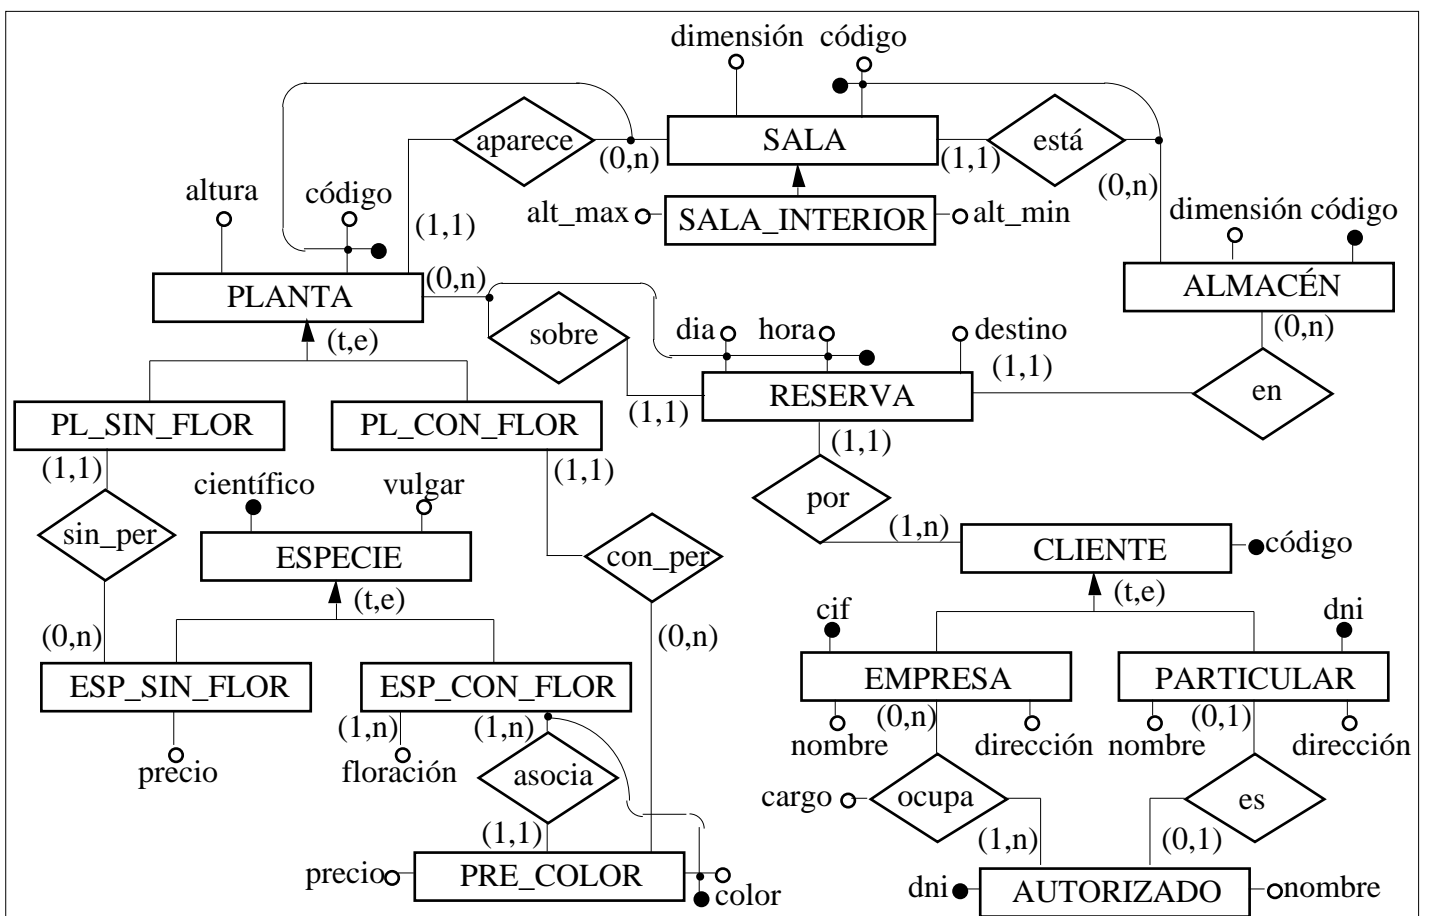 dimensión código
aparece SALA está
(0,n) (1,1)
(0,n)
altura código alt_max SALA_INTERIOR alt_min
dimensión código
(1,1)
(0,n)
PLANTA ALMACÉN
(t,e) sobre dia hora destino (0,n)
(1,1)
RESERVA en
PL_SIN_FLOR PL_CON_FLOR (1,1)
(1,1) (1,1) (1,1)
científico vulgar
por
sin_per (1,n)
ESPECIE con_per CLIENTE código
(t,e) (t,e)
cif dni
(0,n) (0,n)
ESP_SIN_FLOR ESP_CON_FLOR EMPRESA PARTICULAR
(1,n) (1,n) (0,n) (0,1)
nombre dirección nombre dirección
precio floración asocia
cargo ocupa es
(1,1) (1,n) (0,1)
precio PRE_COLOR color dni AUTORIZADO nombre